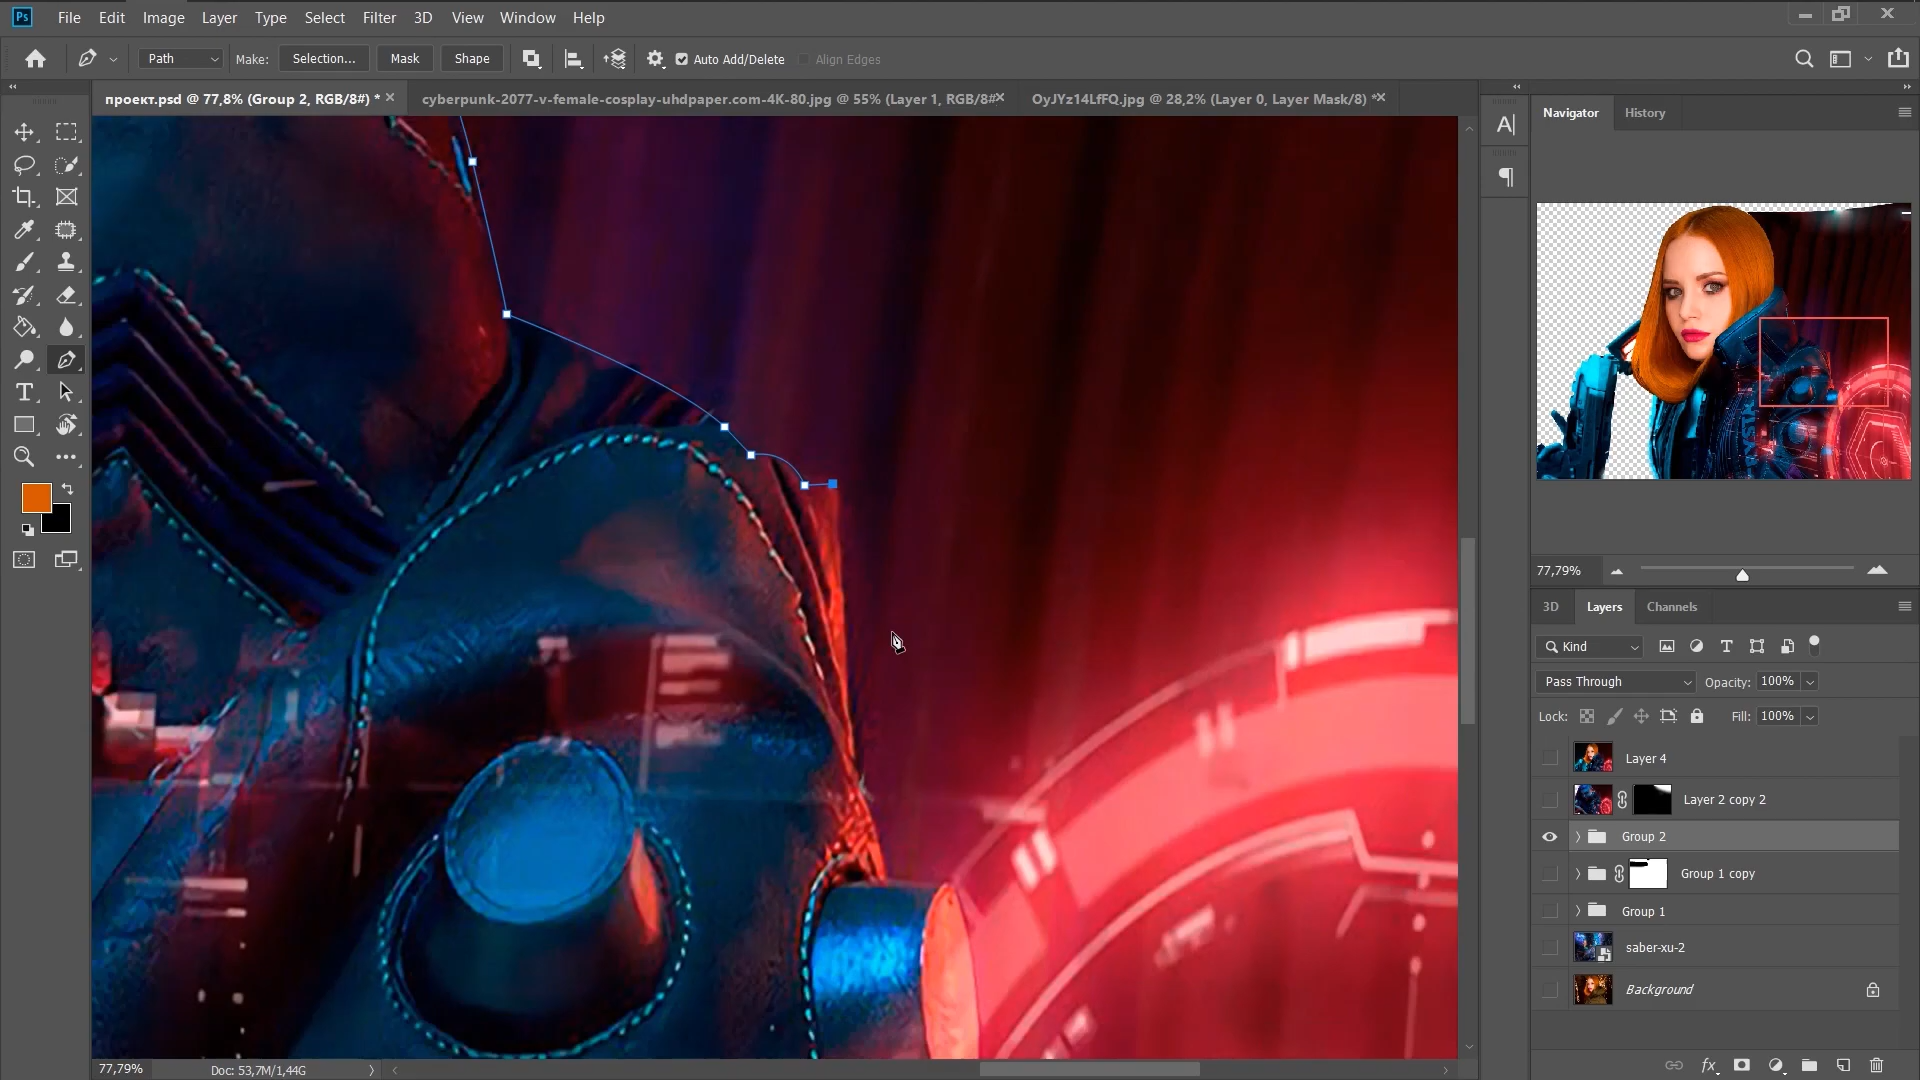 Ps File Edit Image Layer Type Select Filter 3D View Window Help
Path Make: Selection... Mask Shape Auto Add/Delete Align Edges
проект.psd @ 77,8% (Group 2, RGB/8#) *
cyberpunk-2077-v-female-cosplay-uhdpaper.com-4K-80.jpg @ 55% (Layer 1, RGB/8#
OyJYz14LfFQ.jpg @ 28,2% (Layer 0, Layer Mask/8) *
Navigator History
77,79%
3D Layers Channels
Kind
Pass Through Opacity: 100%
Lock: Fill: 100%
Layer 4
Layer 2 copy 2
Group 2
Group 1 copy
Group 1
saber-xu-2
Background
fx
77,79% Doc: 53,7M/1,44G